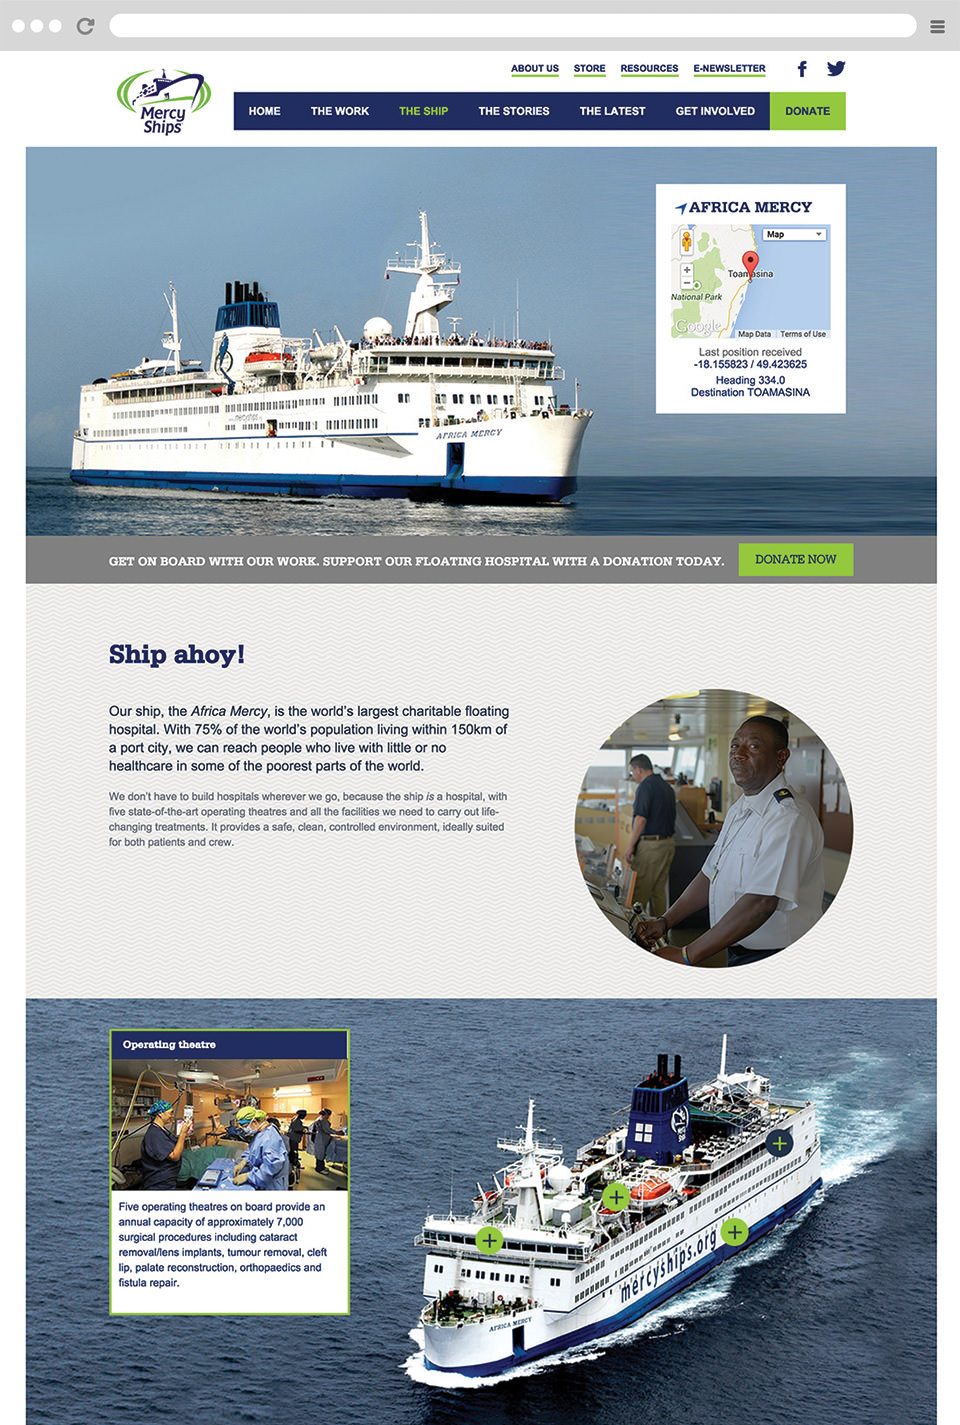 ABOUT US STORE RESOURCES E-NEWSLETTER
Mercy
Ships
HOME THE WORK THE SHIP THE STORIES THE LATEST GET INVOLVED DONATE
AFRICA MERCY
Map
Toamasina
National Park
Google
Map Data Terms of Use
Last position received
-18.155823 / 49.423625
Heading 334.0
Destination TOAMASINA
AFRICA MERCY
GET ON BOARD WITH OUR WORK. SUPPORT OUR FLOATING HOSPITAL WITH A DONATION TODAY. DONATE NOW
Ship ahoy!
Our ship, the Africa Mercy, is the world’s largest charitable floating
hospital. With 75% of the world’s population living within 150km of
a port city, we can reach people who live with little or no
healthcare in some of the poorest parts of the world.
We don’t have to build hospitals wherever we go, because the ship is a hospital, with
five state-of-the-art operating theatres and all the facilities we need to carry out life-
changing treatments. It provides a safe, clean, controlled environment, ideally suited
for both patients and crew.
Operating theatre
Five operating theatres on board provide an
annual capacity of approximately 7,000
surgical procedures including cataract
removal/lens implants, tumour removal, cleft
lip, palate reconstruction, orthopaedics and
fistula repair.
mercyships.org
AFRICA MERCY